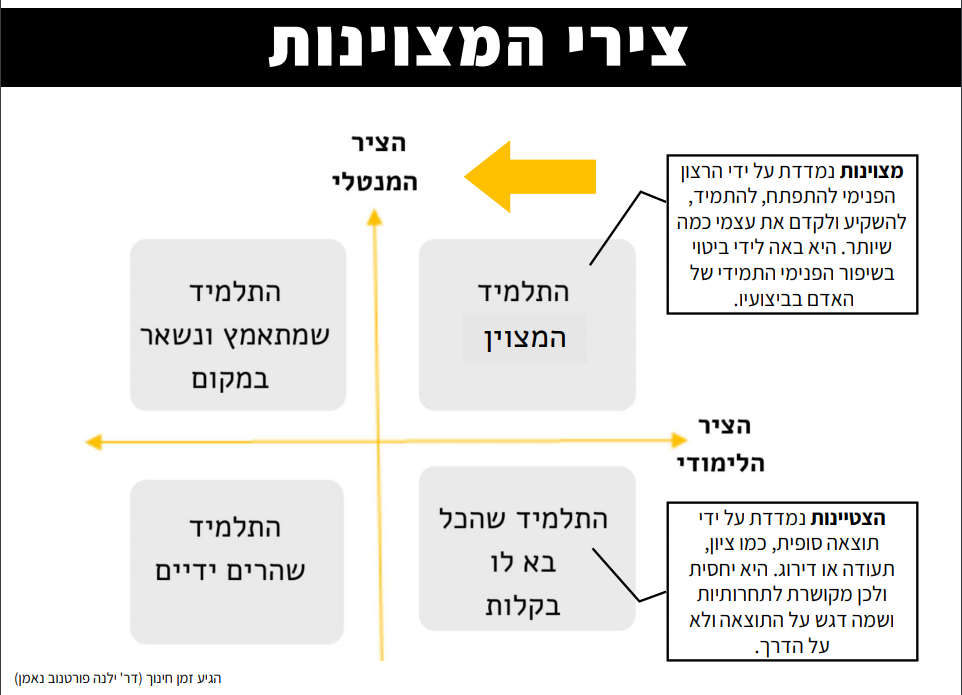 צירי המצוינות
הציר
המנטלי
מצוינות נמדדת על ידי הרצון
הפנימי להתפתח, להתמיד,
להשקיע ולקדם את עצמי כמה
שיותר. היא באה לידי ביטוי
בשיפור הפנימי התמידי של
האדם בביצועיו.
התלמיד
המצוין
התלמיד
שמתאמץ ונשאר
במקום
הציר
הלימודי
התלמיד שהכל
בא לו
בקלות
התלמיד
שהרים ידיים
הצטיינות נמדדת על ידי
תוצאה סופית, כמו ציון,
תעודה או דירוג. היא יחסית
ולכן מקושרת לתחרותיות
ושמה דגש על התוצאה ולא
על הדרך.
הגיע זמן חינוך (דר' ילנה פורטנוב נאמן)